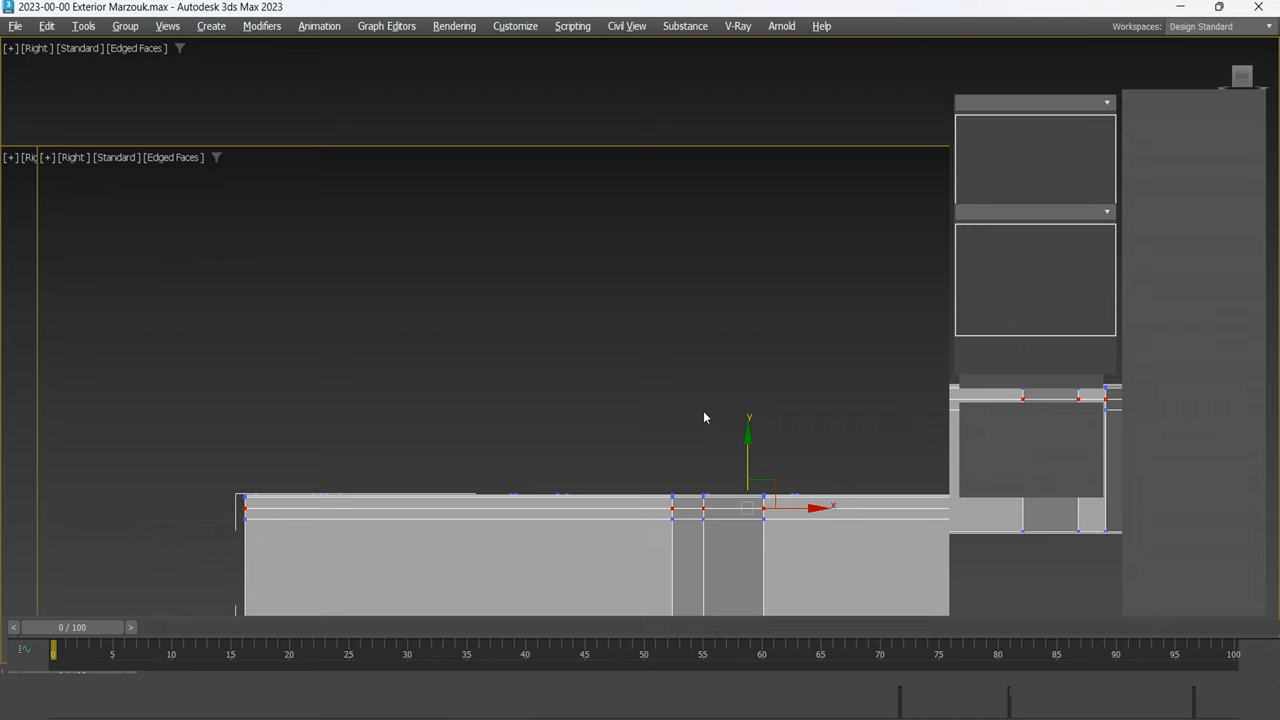 2023-00-00 Exterior Marzouk.max - Autodesk 3ds Max 2023
File Edit Tools Group Views Create Modifiers Animation Graph Editors Rendering Customize Scripting Civil View Substance V-Ray Arnold Help Workspaces: Design Standard
[+] [Right ] [Standard ] [Edged Faces ]
[+] [Rig [+] [Right ] [Standard ] [Edged Faces ]
y
x
< 0 / 100 >
0 5 10 15 20 25 30 35 40 45 50 55 60 65 70 75 80 85 90 95 100